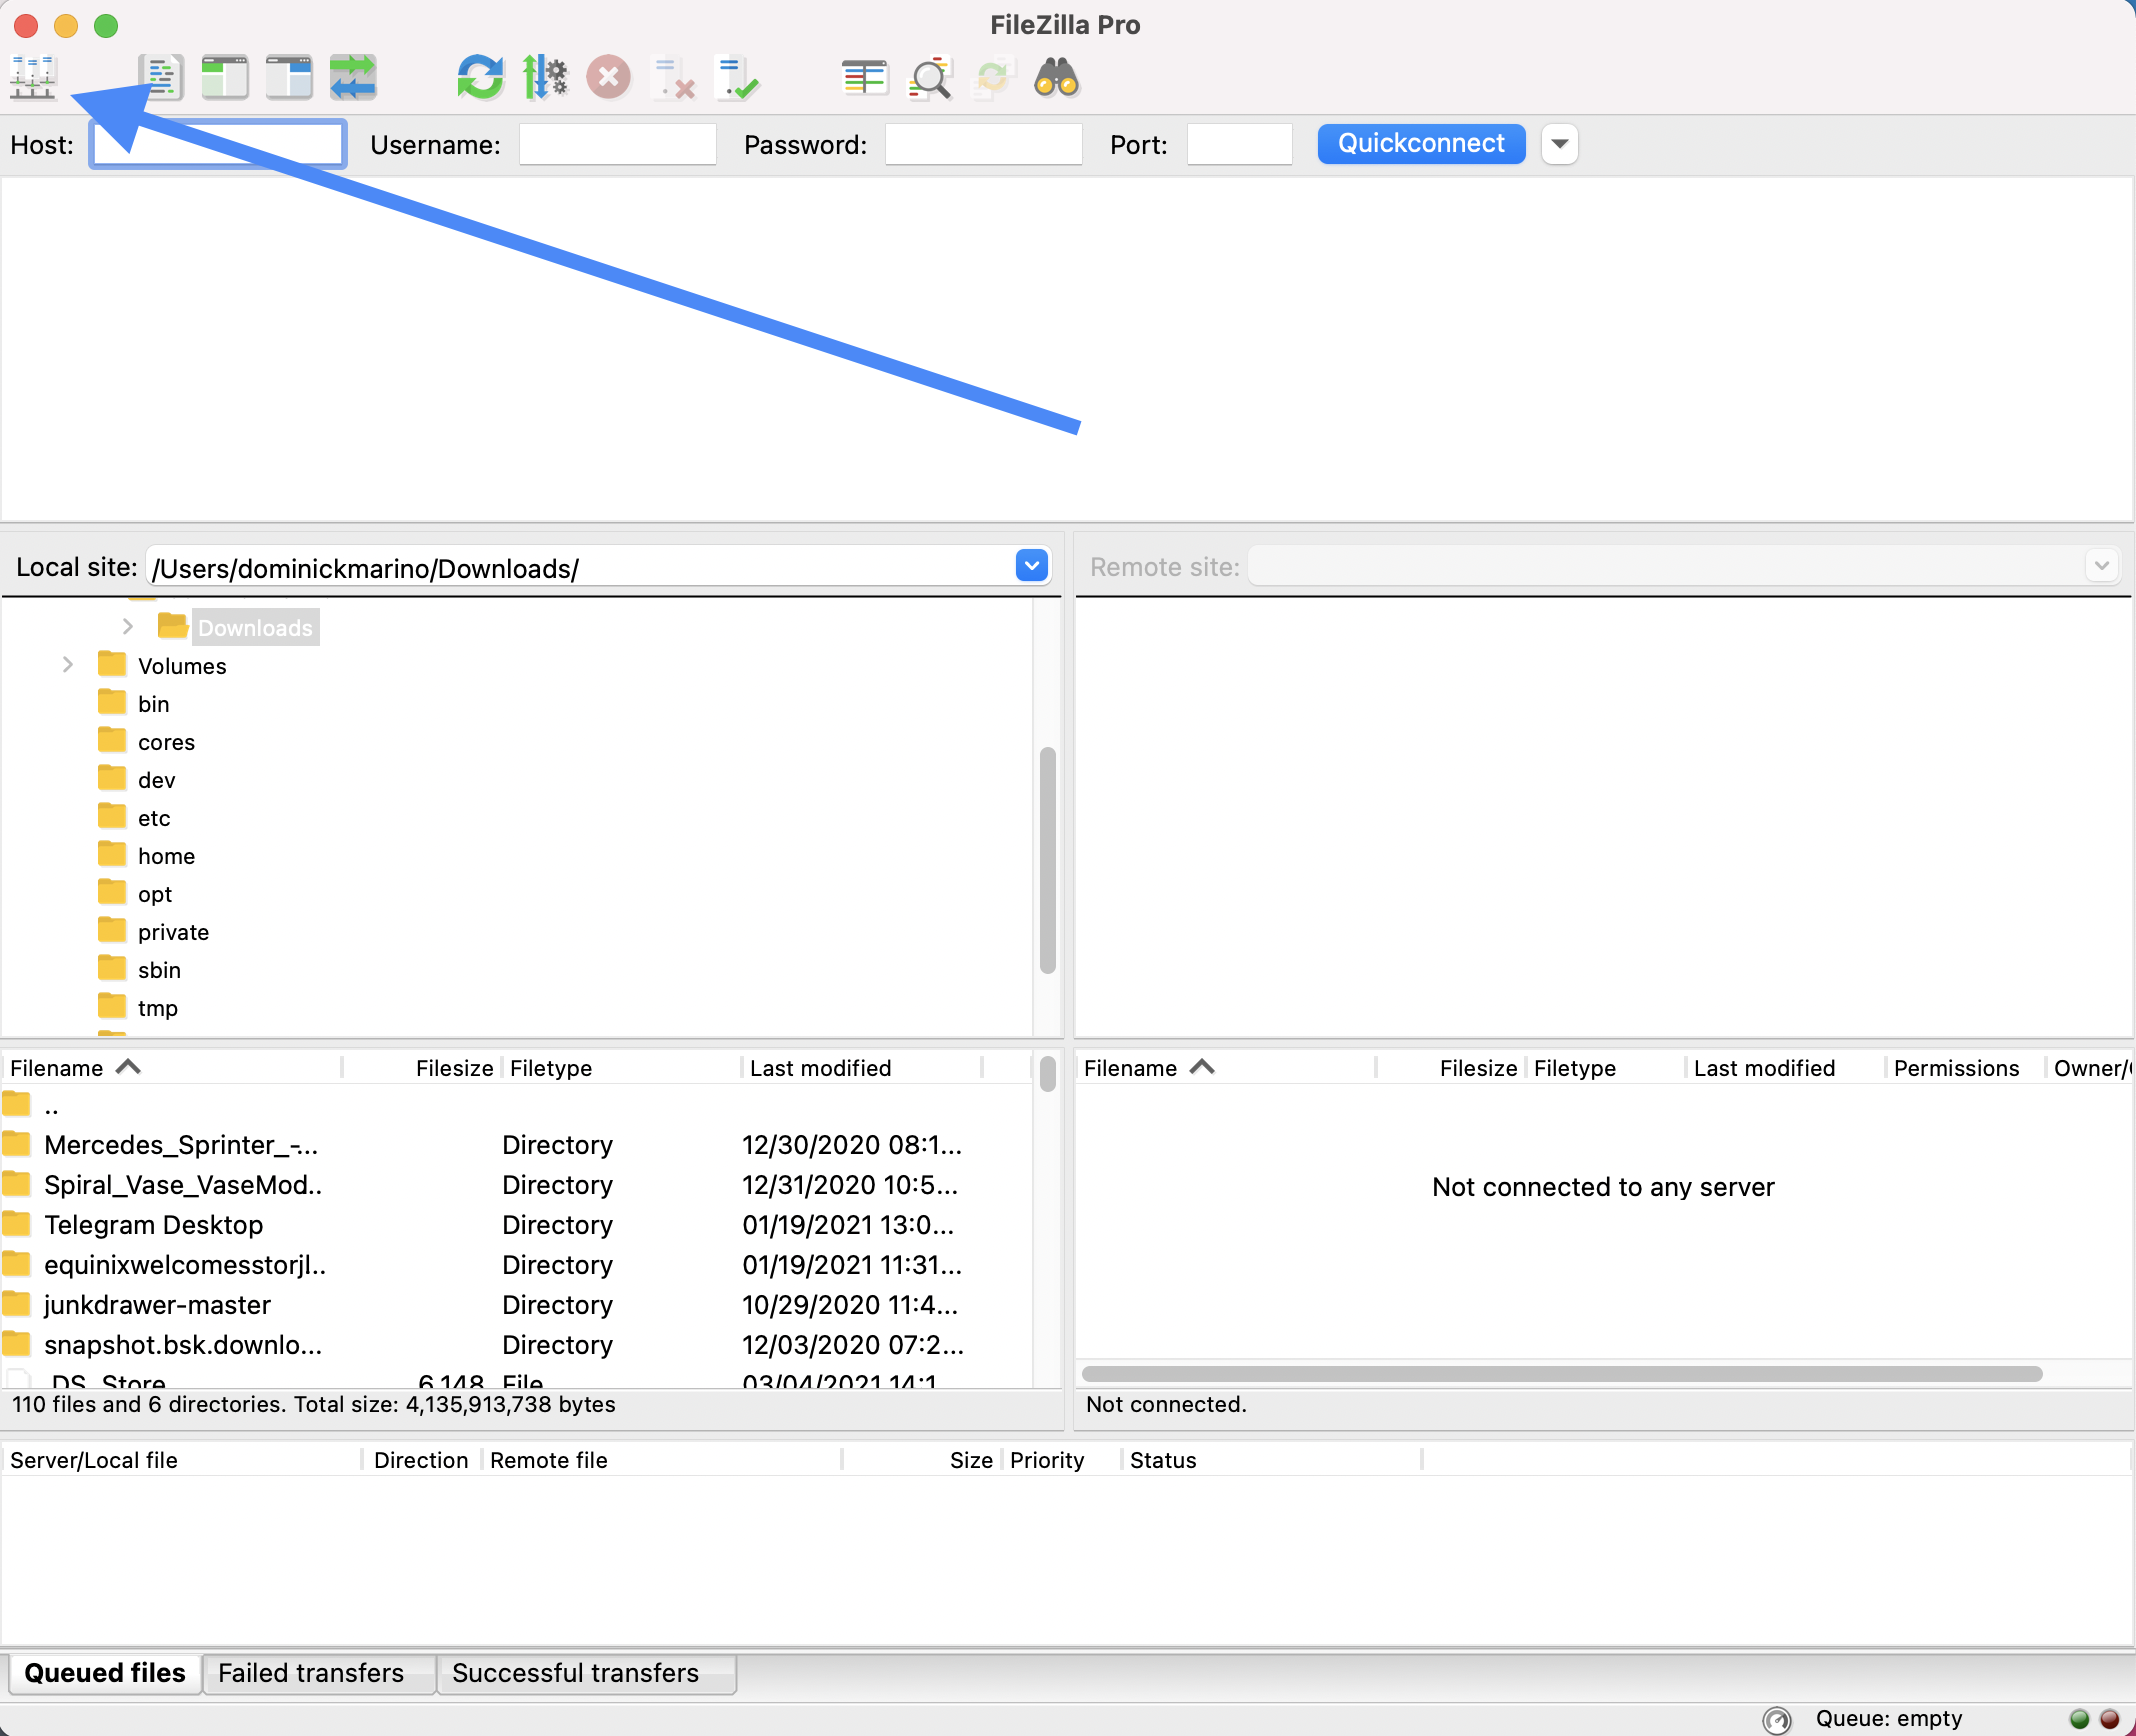 FileZilla Pro
Host: Username: Password: Port: Quickconnect
Local site: /Users/dominickmarino/Downloads/
Remote site:
Downloads
Volumes
bin
cores
dev
etc
home
opt
private
sbin
tmp
Filename Filesize Filetype Last modified
..
Mercedes_Sprinter_-... Directory 12/30/2020 08:1...
Spiral_Vase_VaseMod... Directory 12/31/2020 10:5...
Telegram Desktop Directory 01/19/2021 13:0...
equinixwelcomesstorjl... Directory 01/19/2021 11:31...
junkdrawer-master Directory 10/29/2020 11:4...
snapshot.bsk.downlo... Directory 12/03/2020 07:2...
.DS_Store 6,148 File 03/04/2021 14:1...
110 files and 6 directories. Total size: 4,135,913,738 bytes
Filename Filesize Filetype Last modified Permissions Owner/
Not connected to any server
Not connected.
Server/Local file Direction Remote file Size Priority Status
Queued files Failed transfers Successful transfers
Queue: empty